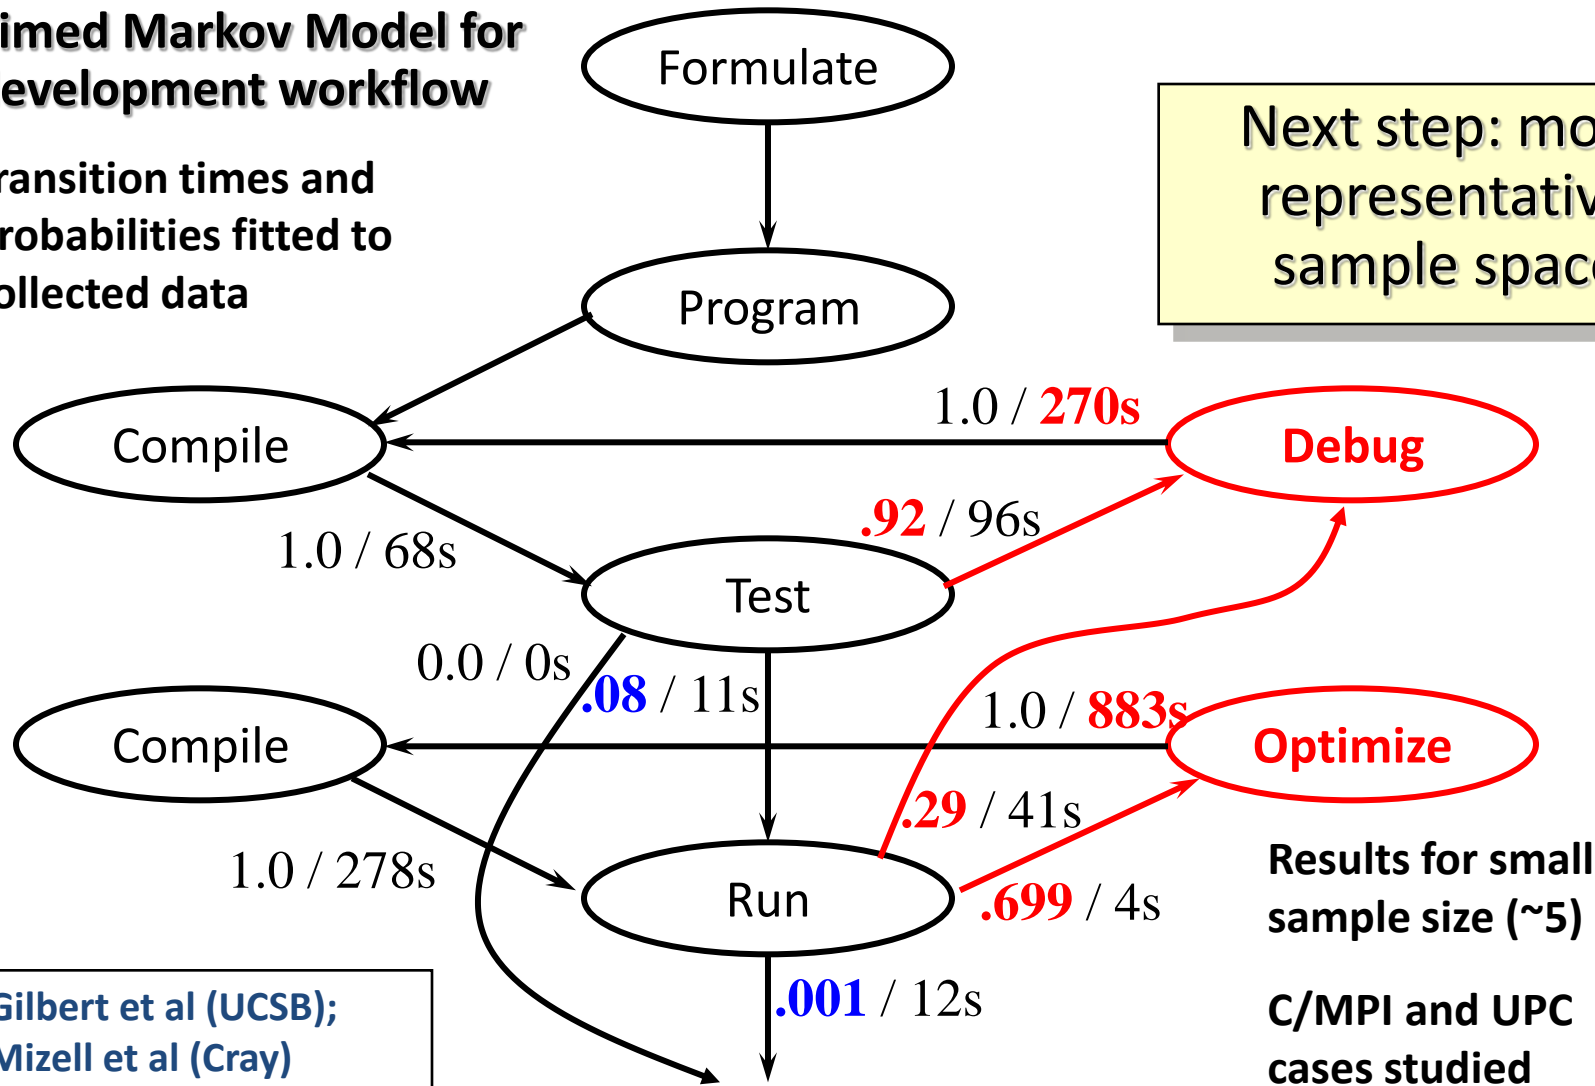 imed Markov Model for
evelopment workflow
ransition times and
robabilities fitted to
ollected data
Formulate
Next step: mo
representativ
sample space
Program
1.0 / 270s
Compile
Debug
.92 / 96s
1.0 / 68s
Test
0.0 / 0s
.08 / 11s
1.0 / 883s
Compile
Optimize
.29 / 41s
1.0 / 278s
Run
.699 / 4s
Results for small
sample size (~5)
.001 / 12s
Gilbert et al (UCSB);
Mizell et al (Cray)
C/MPI and UPC
cases studied